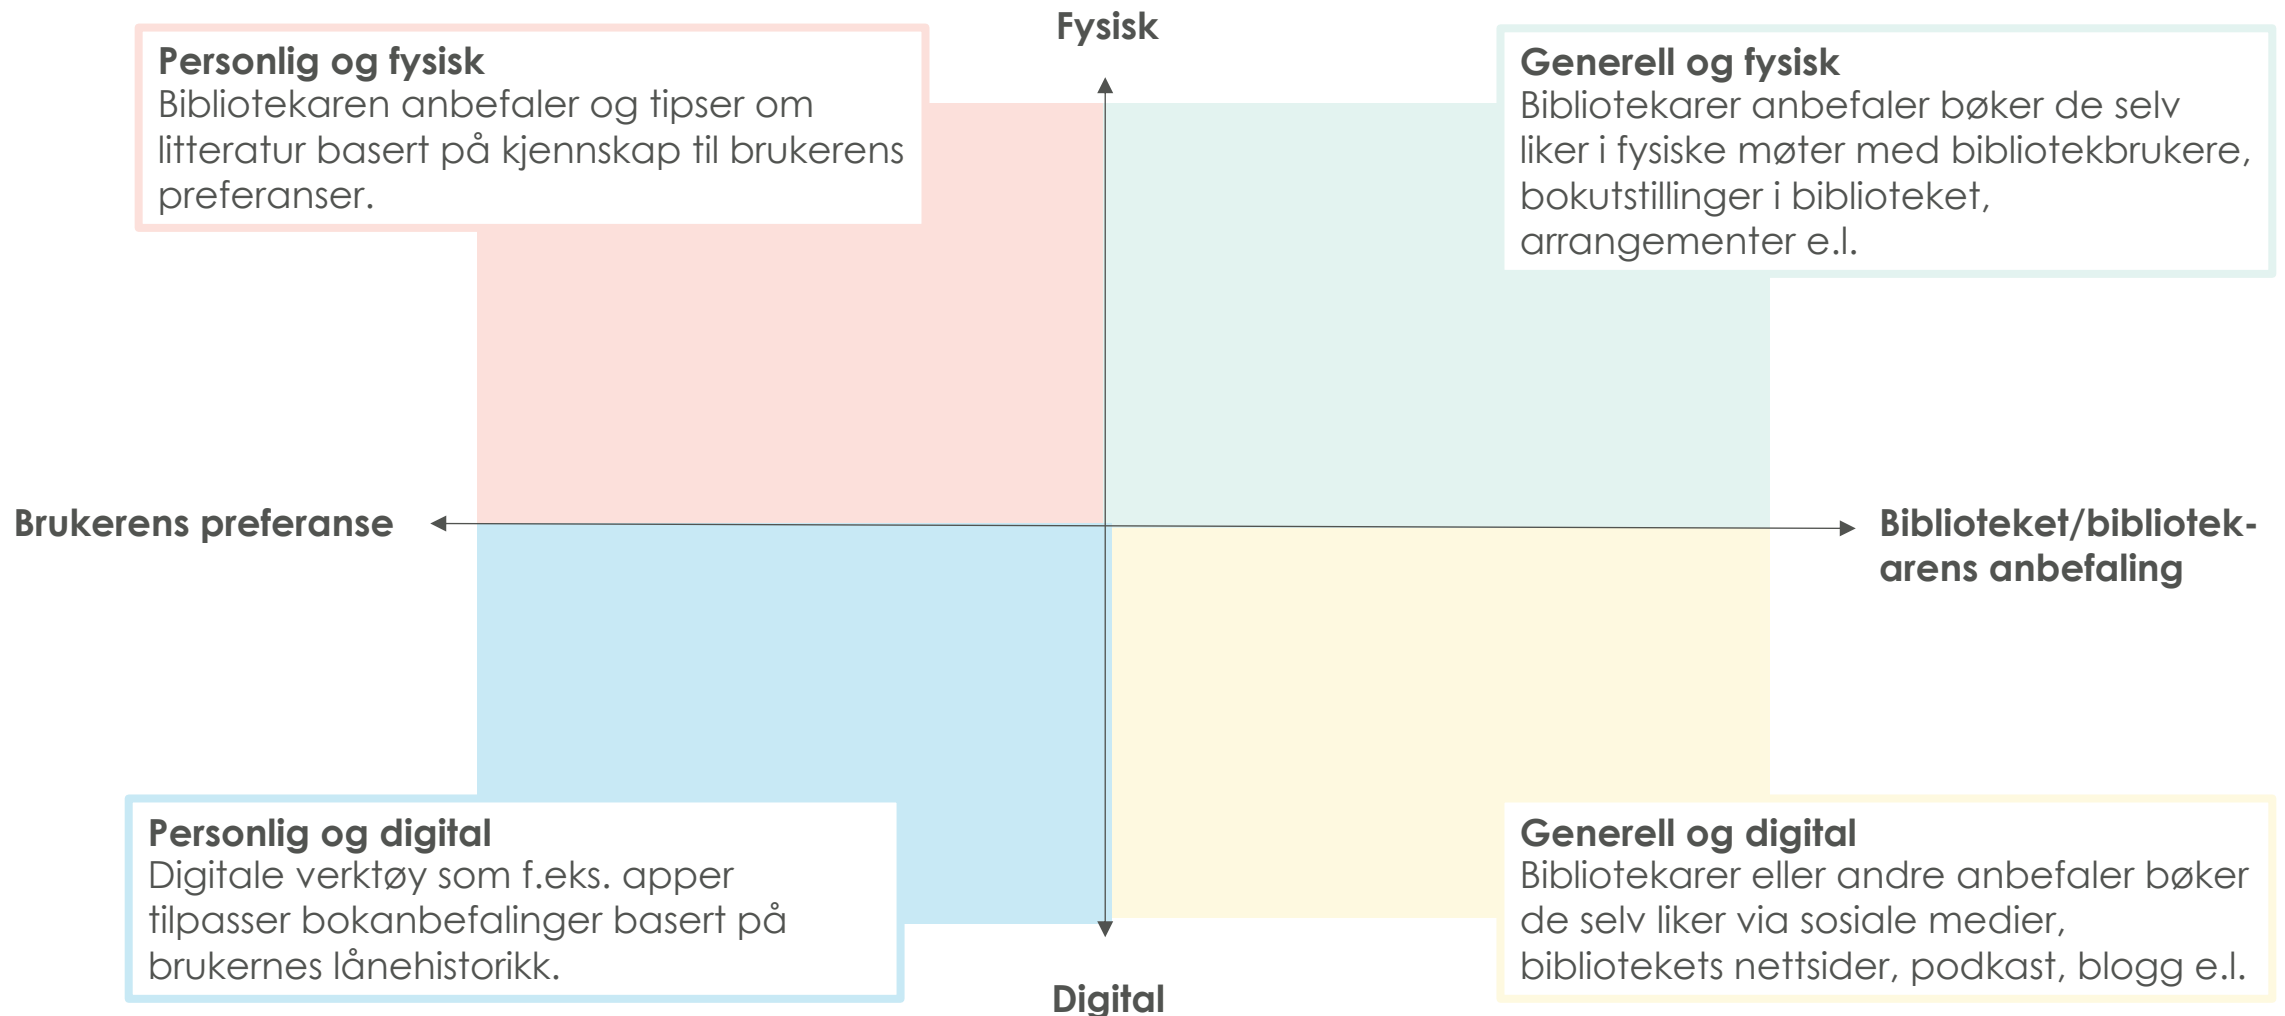 Fysisk
Personlig og fysisk
Bibliotekaren anbefaler og tipser om
litteratur basert på kjennskap til brukerens
preferanser.
Generell og fysisk
Bibliotekarer anbefaler bøker de selv
liker i fysiske møter med bibliotekbrukere,
bokutstillinger i biblioteket,
arrangementer e.l.
Brukerens preferanse
Biblioteket/bibliotek-
arens anbefaling
Personlig og digital
Digitale verktøy som f.eks. apper
tilpasser bokanbefalinger basert på
brukernes lånehistorikk.
Generell og digital
Bibliotekarer eller andre anbefaler bøker
de selv liker via sosiale medier,
bibliotekets nettsider, podkast, blogg e.l.
Digital